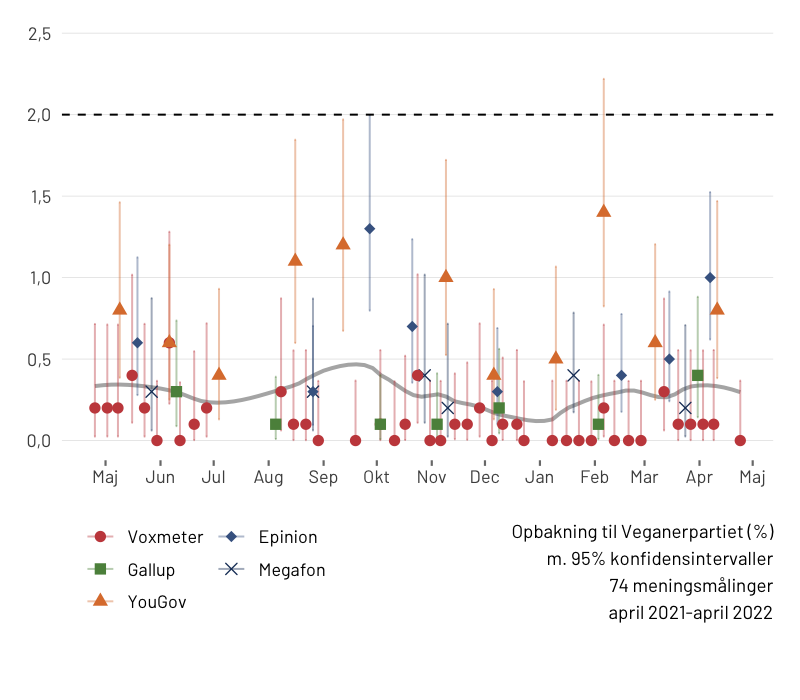 2,5
2,0
1,5
1,0
0,5
0,0
Maj Jun Jul Aug Sep Okt Nov Dec Jan Feb Mar Apr Maj
Voxmeter Epinion
Gallup Megafon
YouGov
Opbakning til Veganerpartiet (%)
m. 95% konfidensintervaller
74 meningsmålinger
april 2021-april 2022